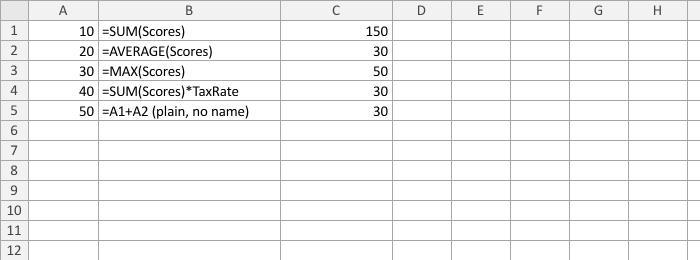 A B C D E F G H
1 10 =SUM(Scores) 150
2 20 =AVERAGE(Scores) 30
3 30 =MAX(Scores) 50
4 40 =SUM(Scores)*TaxRate 30
5 50 =A1+A2 (plain, no name) 30
6
7
8
9
10
11
12